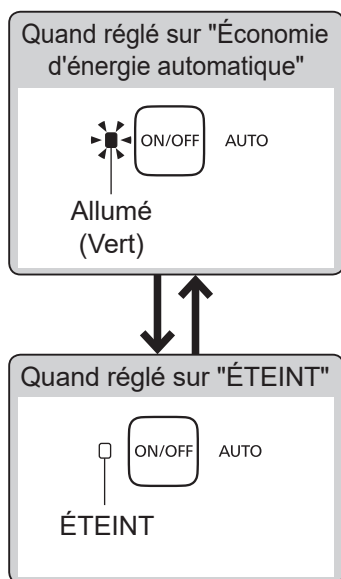 Quand réglé sur "Économie
d'énergie automatique"
ON/OFF AUTO
Allumé
(Vert)
Quand réglé sur "ÉTEINT"
ON/OFF AUTO
ÉTEINT